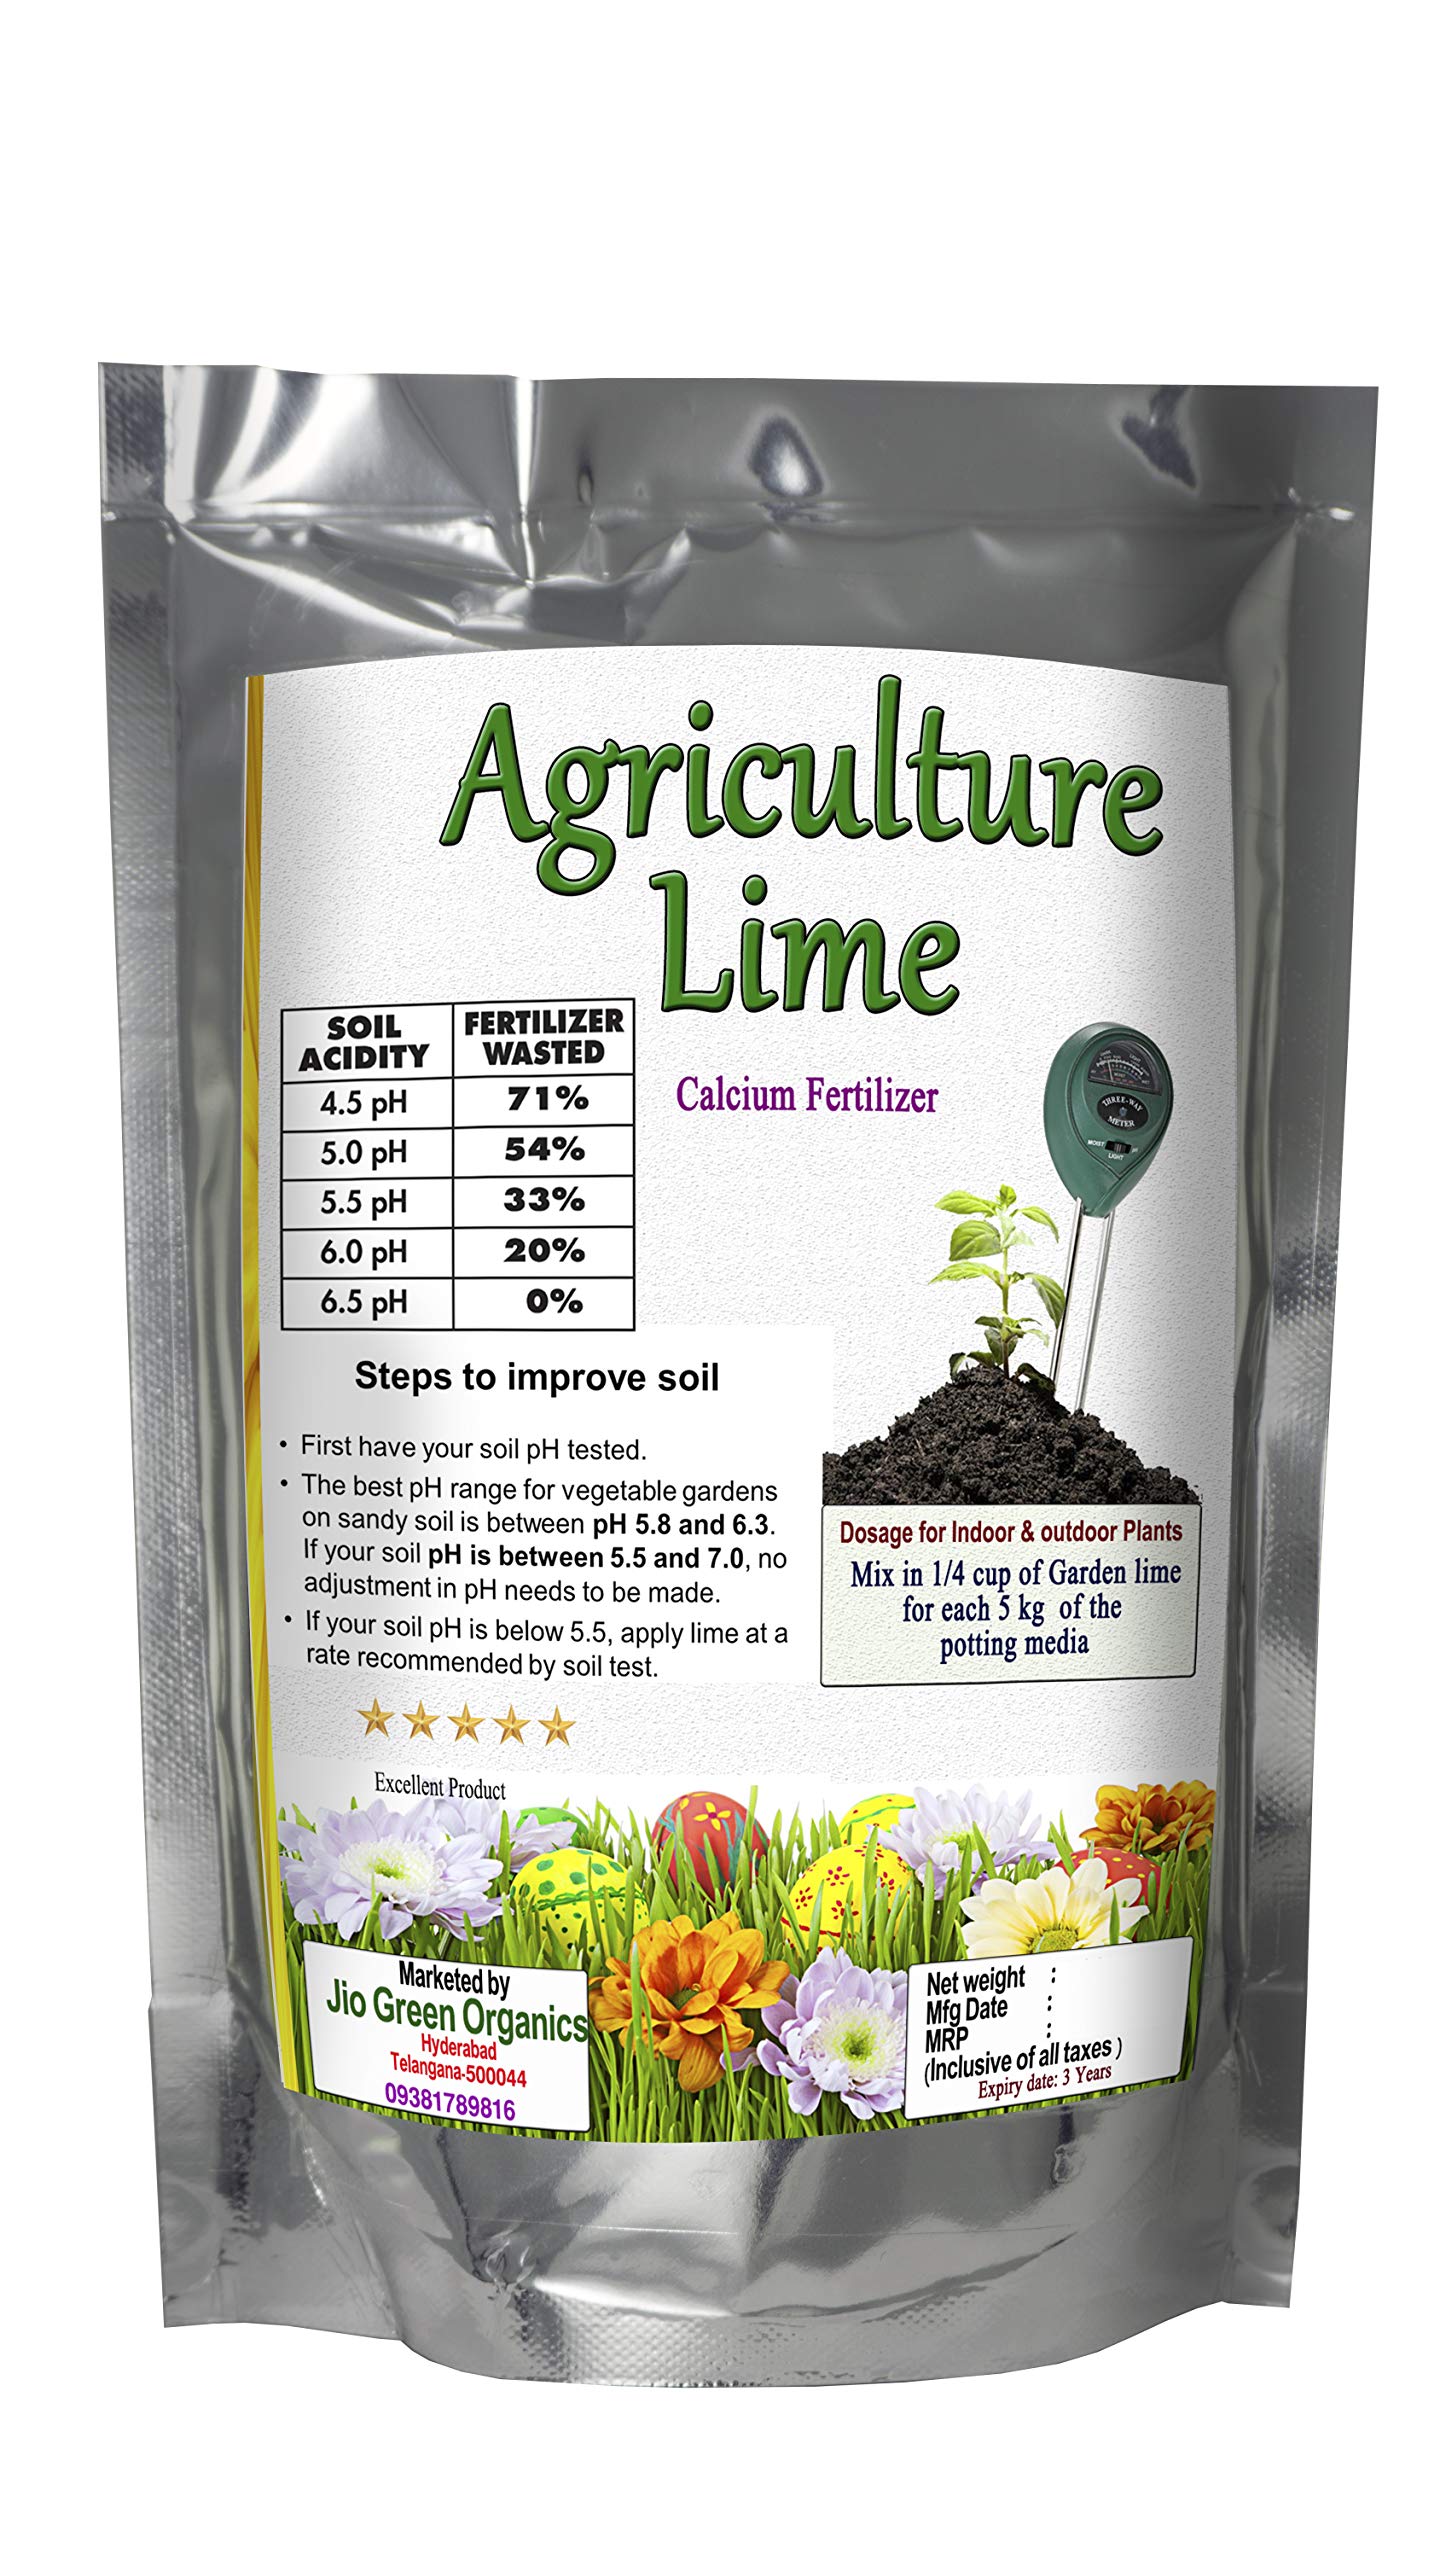 Agriculture
Lime
SOIL ACIDITY FERTILIZER WASTED
4.5 pH 71%
5.0 pH 54%
5.5 pH 33%
6.0 pH 20%
6.5 pH 0%
Calcium Fertilizer
THREE-WAY
METER
MOIST
LIGHT
Steps to improve soil
• First have your soil pH tested.
• The best pH range for vegetable gardens
on sandy soil is between pH 5.8 and 6.3.
If your soil pH is between 5.5 and 7.0, no
adjustment in pH needs to be made.
• If your soil pH is below 5.5, apply lime at a
rate recommended by soil test.
Dosage for Indoor & outdoor Plants
Mix in 1/4 cup of Garden lime
for each 5 kg of the
potting media
Excellent Product
Marketed by
Jio Green Organics
Hyderabad
Telangana-500044
09381789816
Net weight :
Mfg Date :
MRP :
(Inclusive of all taxes )
Expiry date: 3 Years